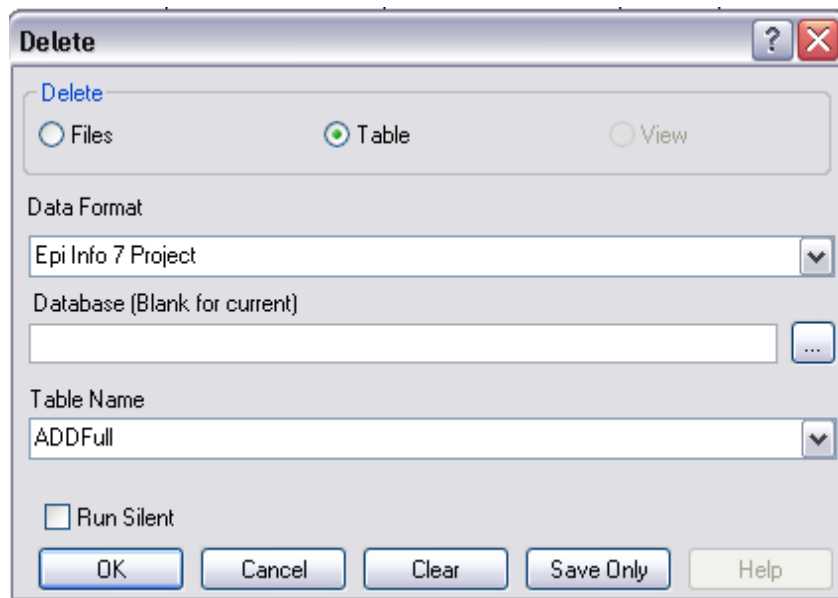 Delete
Delete
Files Table View
Data Format
Epi Info 7 Project
Database (Blank for current)
...
Table Name
ADDFull
Run Silent
OK Cancel Clear Save Only Help